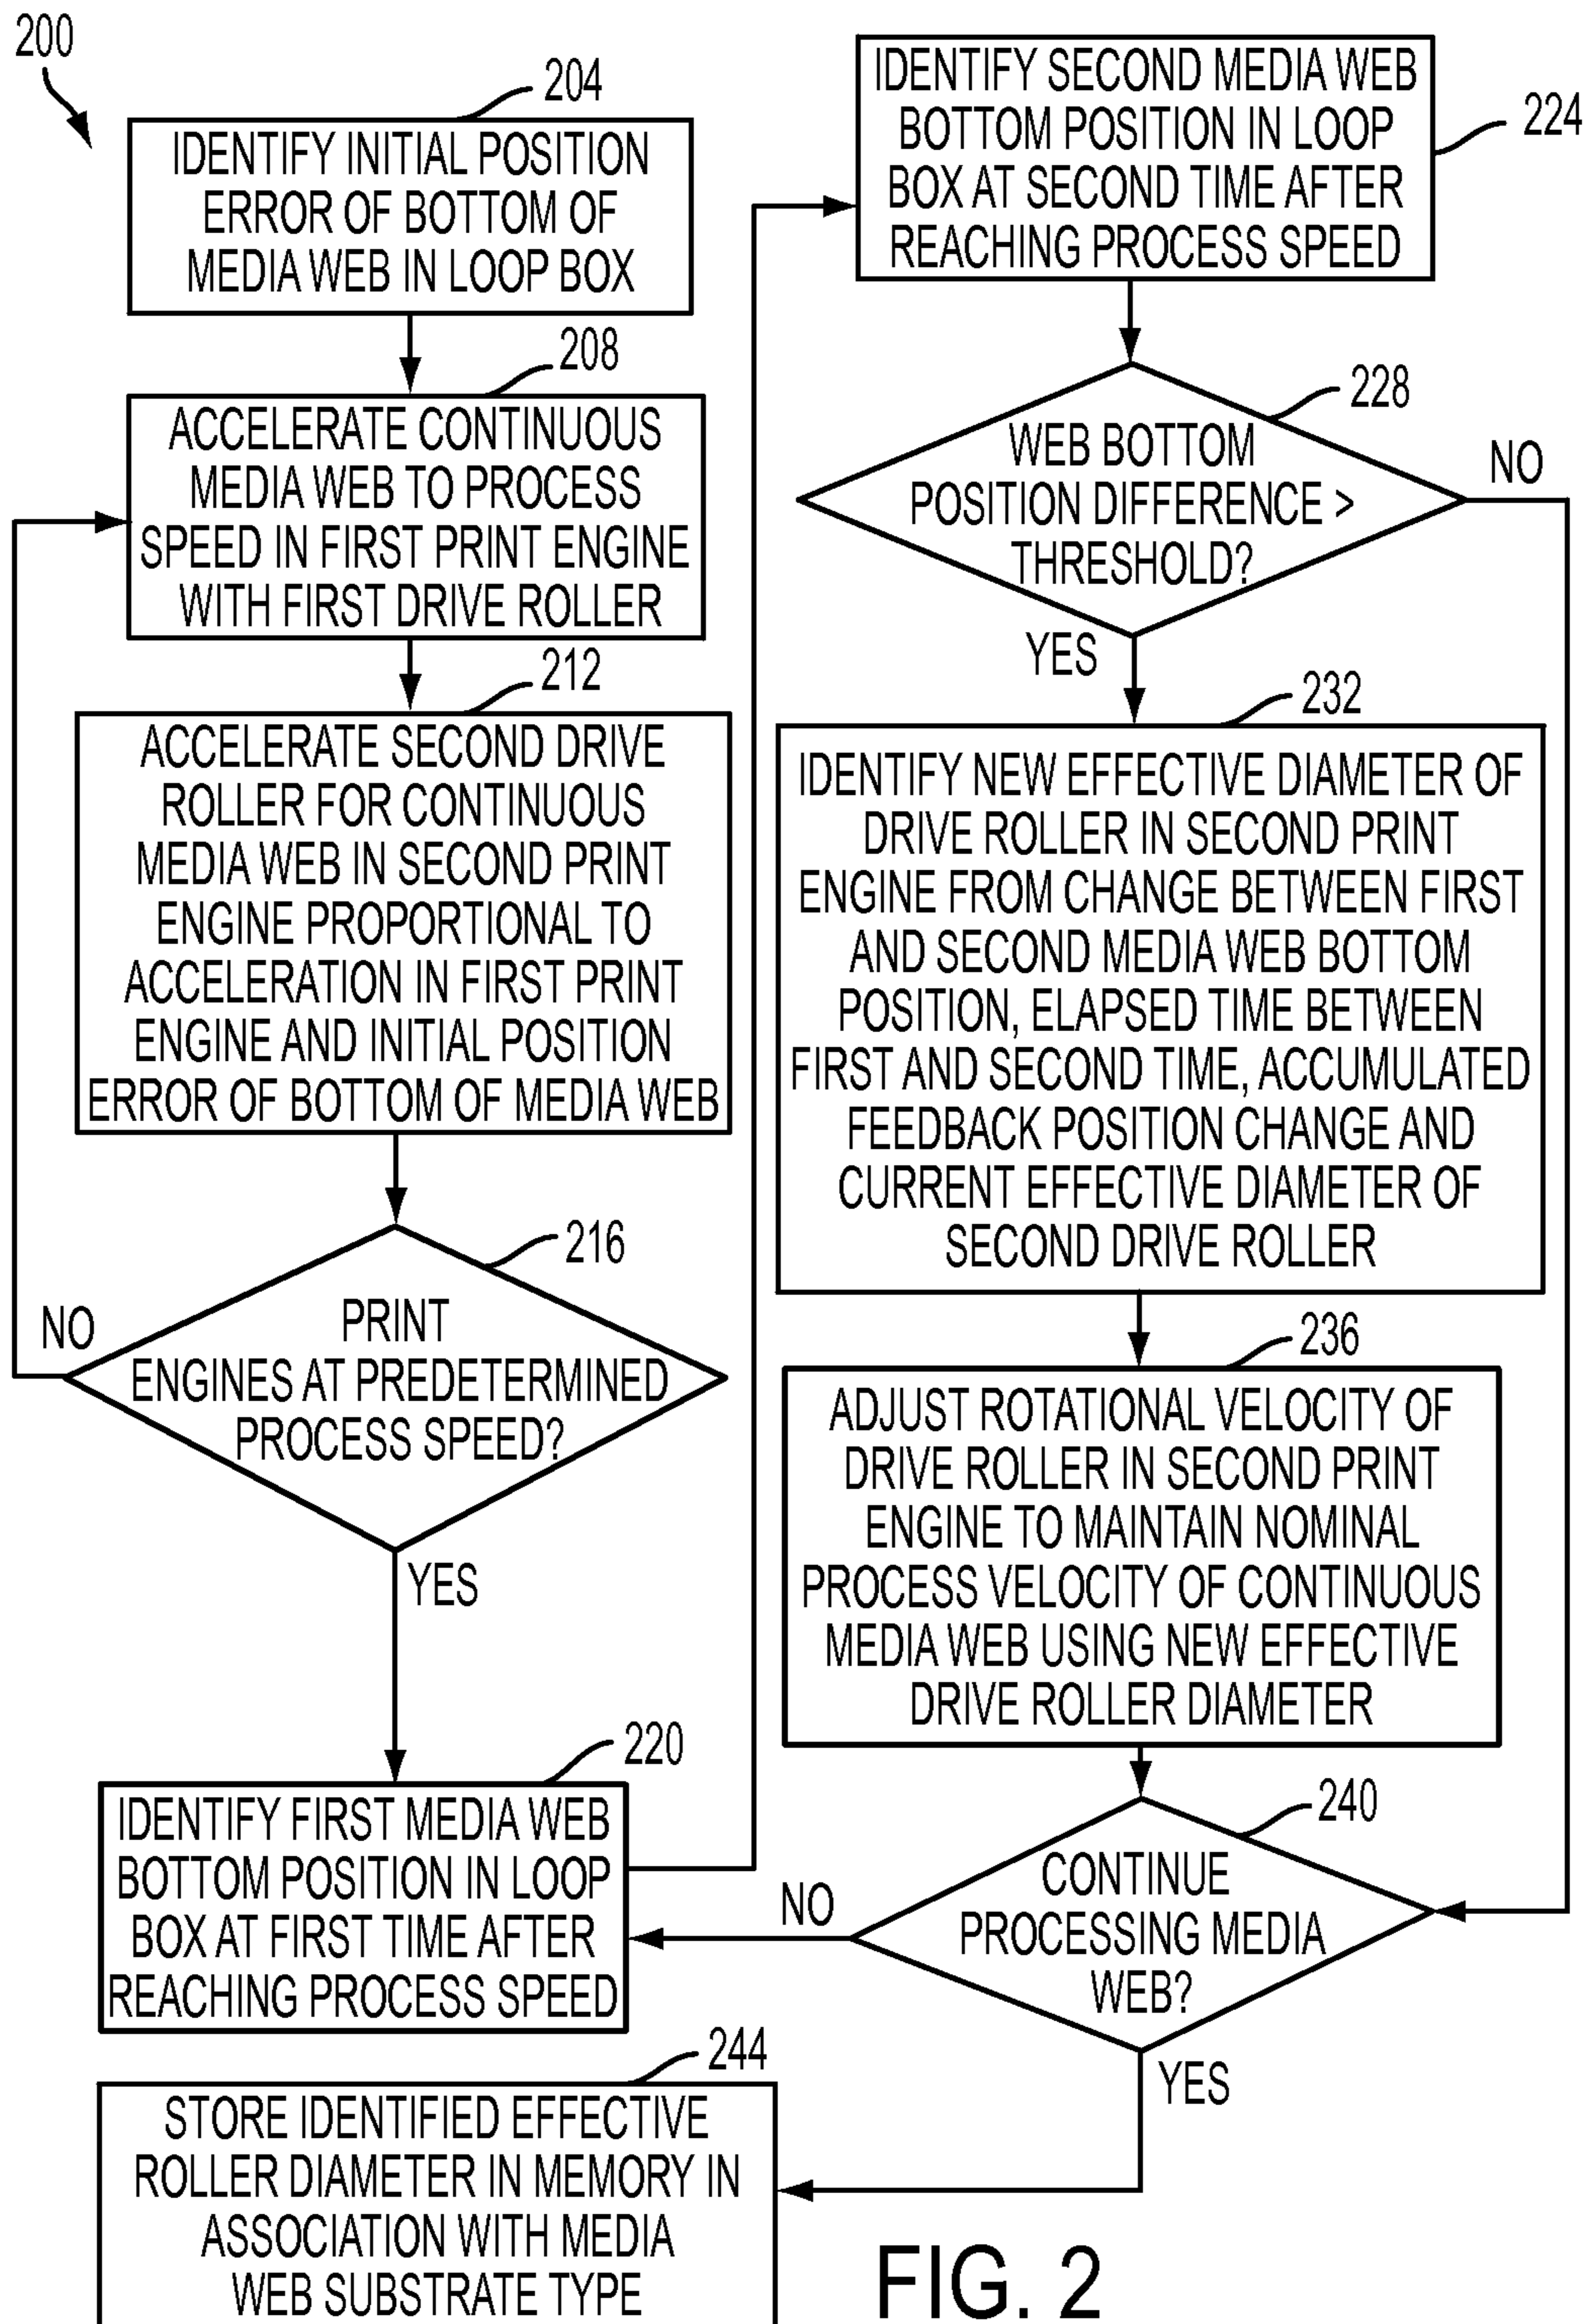 200
204
IDENTIFY INITIAL POSITION
ERROR OF BOTTOM OF
MEDIA WEB IN LOOP BOX
208
ACCELERATE CONTINUOUS
MEDIA WEB TO PROCESS
SPEED IN FIRST PRINT ENGINE
WITH FIRST DRIVE ROLLER
212
ACCELERATE SECOND DRIVE
ROLLER FOR CONTINUOUS
MEDIA WEB IN SECOND PRINT
ENGINE PROPORTIONAL TO
ACCELERATION IN FIRST PRINT
ENGINE AND INITIAL POSITION
ERROR OF BOTTOM OF MEDIA WEB
216
PRINT
ENGINES AT PREDETERMINED
PROCESS SPEED?
NO
YES
220
IDENTIFY FIRST MEDIA WEB
BOTTOM POSITION IN LOOP
BOX AT FIRST TIME AFTER
REACHING PROCESS SPEED
224
IDENTIFY SECOND MEDIA WEB
BOTTOM POSITION IN LOOP
BOX AT SECOND TIME AFTER
REACHING PROCESS SPEED
228
WEB BOTTOM
POSITION DIFFERENCE >
THRESHOLD?
NO
YES
232
IDENTIFY NEW EFFECTIVE DIAMETER OF
DRIVE ROLLER IN SECOND PRINT
ENGINE FROM CHANGE BETWEEN FIRST
AND SECOND MEDIA WEB BOTTOM
POSITION, ELAPSED TIME BETWEEN
FIRST AND SECOND TIME, ACCUMULATED
FEEDBACK POSITION CHANGE AND
CURRENT EFFECTIVE DIAMETER OF
SECOND DRIVE ROLLER
236
ADJUST ROTATIONAL VELOCITY OF
DRIVE ROLLER IN SECOND PRINT
ENGINE TO MAINTAIN NOMINAL
PROCESS VELOCITY OF CONTINUOUS
MEDIA WEB USING NEW EFFECTIVE
DRIVE ROLLER DIAMETER
240
CONTINUE
PROCESSING MEDIA
WEB?
NO
YES
244
STORE IDENTIFIED EFFECTIVE
ROLLER DIAMETER IN MEMORY IN
ASSOCIATION WITH MEDIA
WEB SUBSTRATE TYPE
FIG. 2